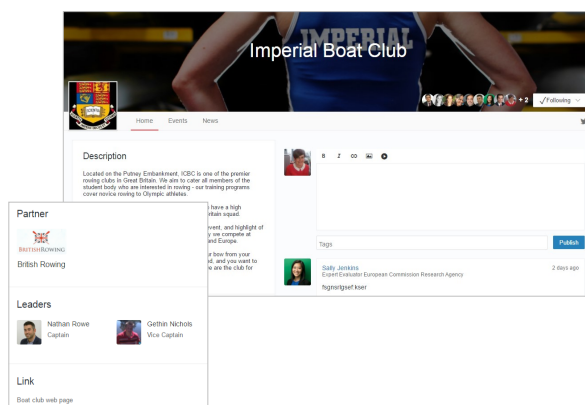 IMPERIAL
Imperial Boat Club
+ 2
Following
Home Events News
Description
Located on the Putney Embankment, ICBC is one of the premier
rowing clubs in Great Britain. We aim to cater all members of the
student body who are interested in rowing - our training programs
cover novice rowing to Olympic athletes.
have a high
ritain squad.
event, and highlight of
y we compete at
and Europe.
r bow from your
d, and you want to
e are the club for
B I
Tags
Publish
Sally Jenkins
2 days ago
Expert Evaluator European Commission Research Agency
Partner
BRITISH ROWING
British Rowing
Leaders
Nathan Rowe
Captain
Gethin Nichols
Vice Captain
Link
Boat club web page